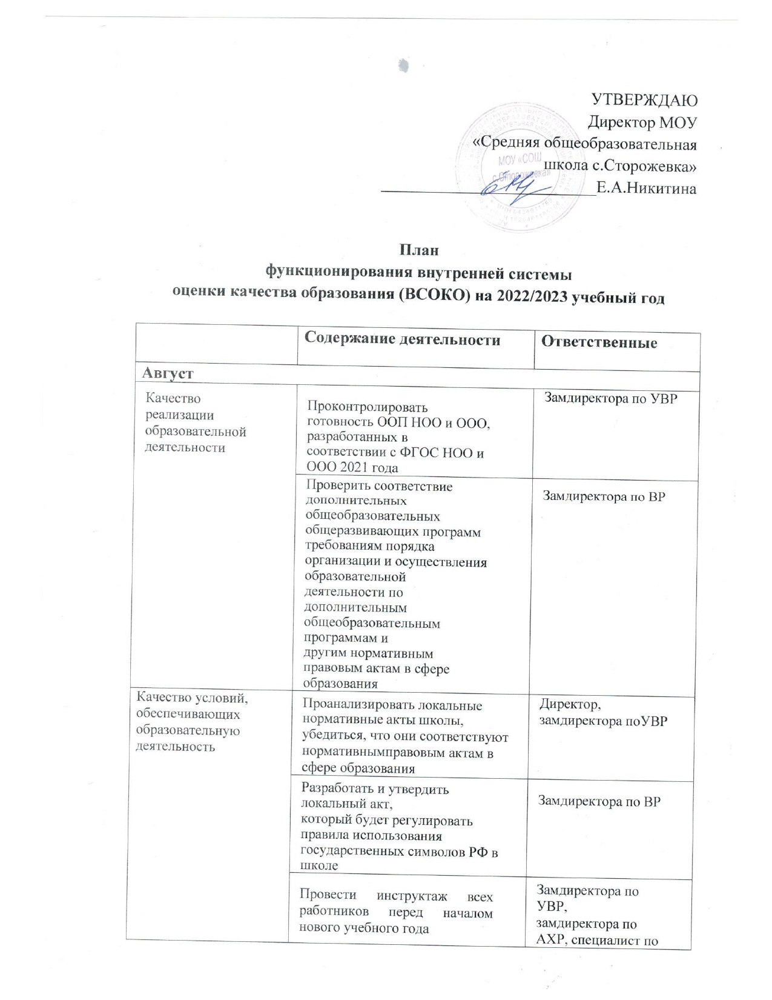 УТВЕРЖДАЮ
Директор МОУ
«Средняя общеобразовательная
школа с.Сторожевка»
Е.А.Никитина
МОУ «СОШ
с.Сторожевка»
План
функционирования внутренней системы
оценки качества образования (ВСОКО) на 2022/2023 учебный год
Содержание деятельности
Ответственные
Август
Качество
реализации
образовательной
деятельности
Проконтролировать
готовность ООП НОО и ООО,
разработанных в
соответствии с ФГОС НОО и
ООО 2021 года
Замдиректора по УВР
Проверить соответствие
дополнительных
общеобразовательных
общеразвивающих программ
требованиям порядка
организации и осуществления
образовательной
деятельности по
дополнительным
общеобразовательным
программам и
другим нормативным
правовым актам в сфере
образования
Замдиректора по ВР
Качество условий,
обеспечивающих
образовательную
деятельность
Проанализировать локальные
нормативные акты школы,
убедиться, что они соответствуют
нормативнымправовым актам в
сфере образования
Директор,
замдиректора поУВР
Разработать и утвердить
локальный акт,
который будет регулировать
правила использования
государственных символов РФ в
школе
Замдиректора по ВР
Провести инструктаж всех
работников перед началом
нового учебного года
Замдиректора по
УВР,
замдиректора по
АХР, специалист по